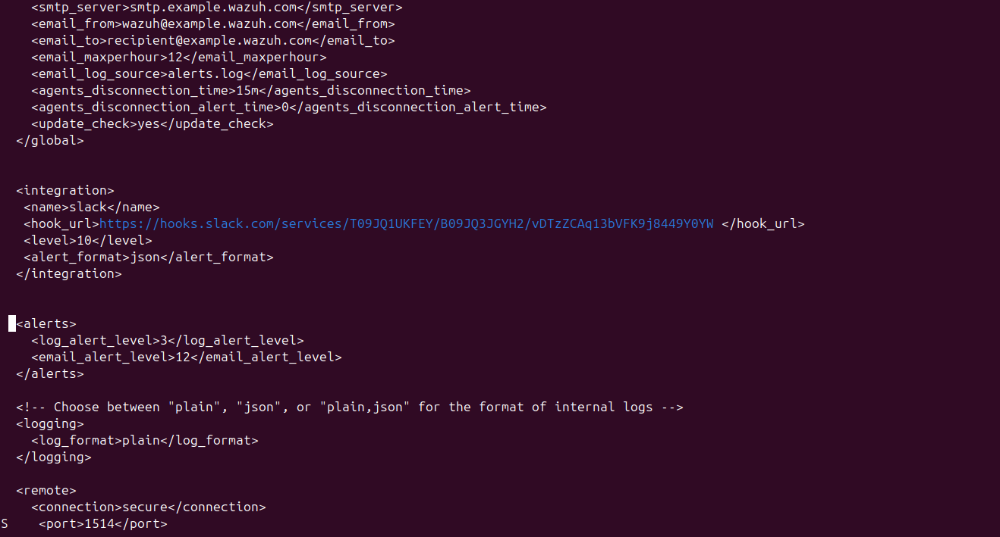 <smtp_server>smtp.example.wazuh.com</smtp_server>
<email_from>wazuh@example.wazuh.com</email_from>
<email_to>recipient@example.wazuh.com</email_to>
<email_maxperhour>12</email_maxperhour>
<email_log_source>alerts.log</email_log_source>
<agents_disconnection_time>15m</agents_disconnection_time>
<agents_disconnection_alert_time>0</agents_disconnection_alert_time>
<update_check>yes</update_check>
</global>
<integration>
<name>slack</name>
<hook_url>https://hooks.slack.com/services/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 </hook_url>
<level>10</level>
<alert_format>json</alert_format>
</integration>
<alerts>
<log_alert_level>3</log_alert_level>
<email_alert_level>12</email_alert_level>
</alerts>
<!-- Choose between "plain", "json", or "plain,json" for the format of internal logs -->
<logging>
<log_format>plain</log_format>
</logging>
<remote>
<connection>secure</connection>
S    <port>1514</port>